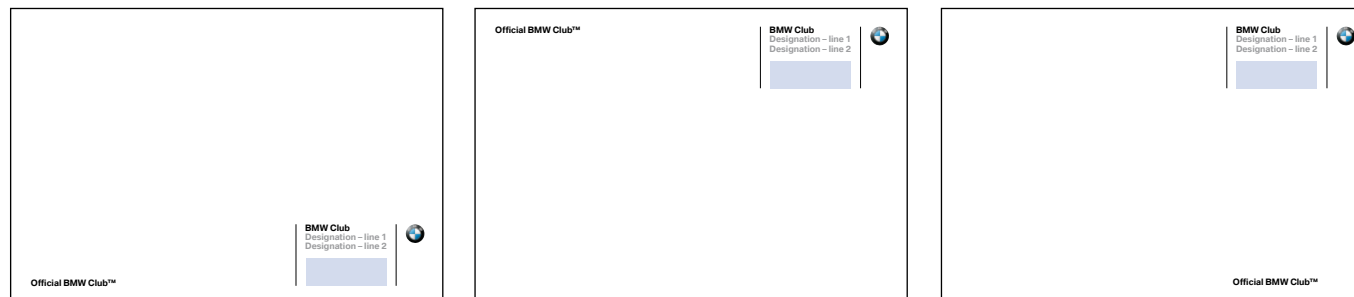 BMW Club
Designation – line 1
Designation – line 2
Official BMW Club™
Official BMW Club™
BMW Club
Designation – line 1
Designation – line 2
BMW Club
Designation – line 1
Designation – line 2
Official BMW Club™